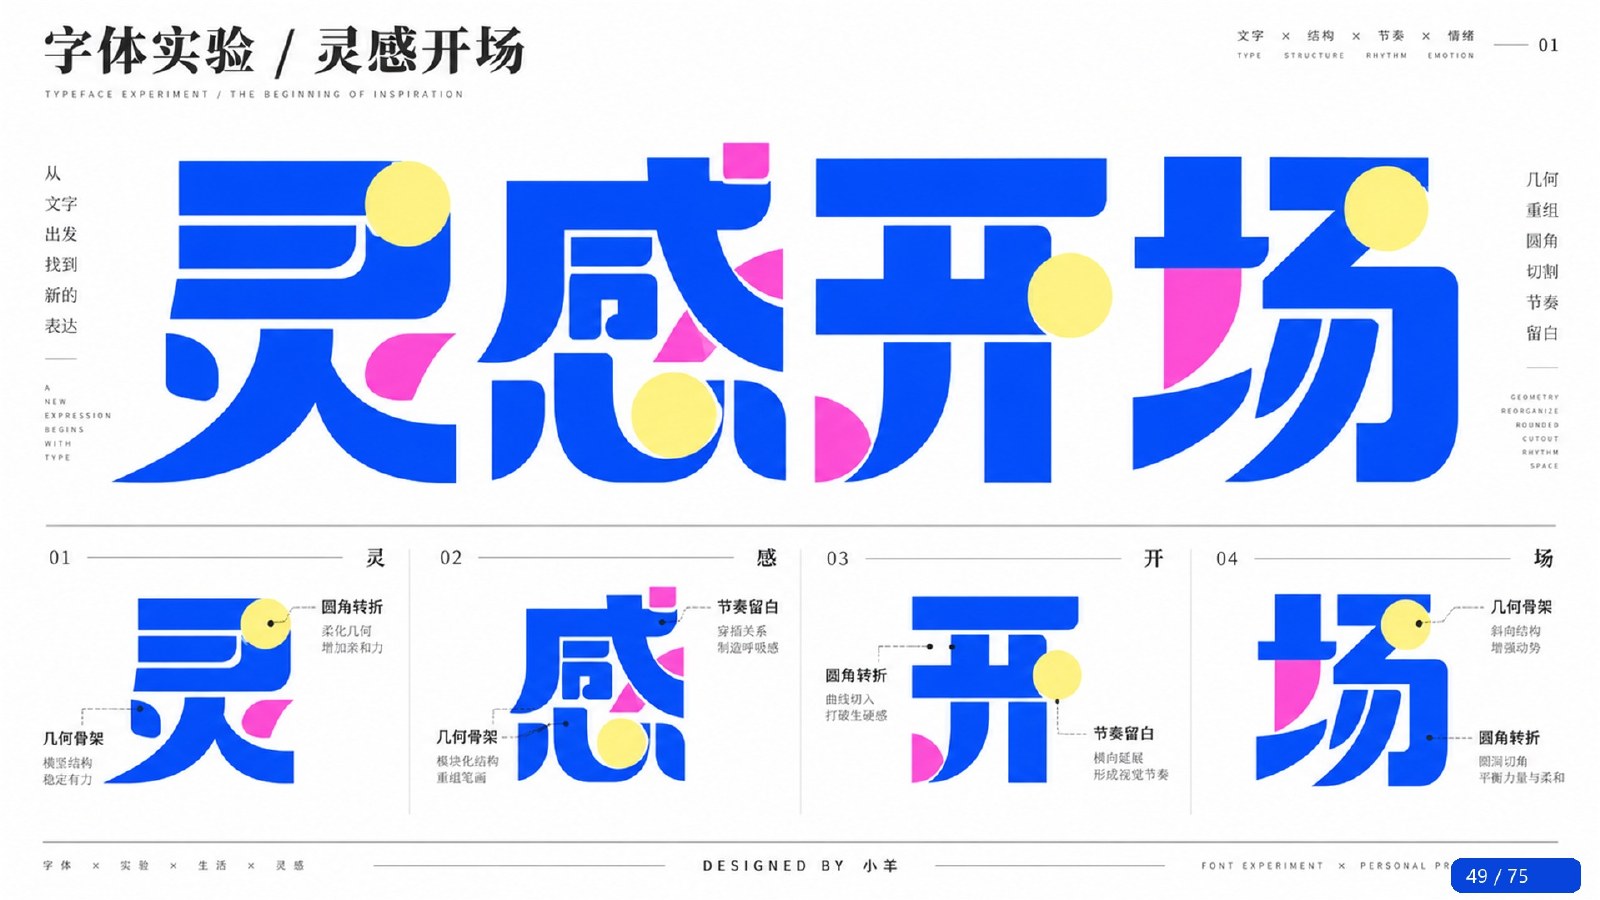 字体实验 / 灵感开场
TYPEFACE EXPERIMENT / THE BEGINNING OF INSPIRATION
文字 × 结构 × 节奏 × 情绪
TYPE STRUCTURE RHYTHM EMOTION
01
从
文字
出发
找到
新的
表达
A
NEW
EXPRESSION
BEGINS
WITH
TYPE
灵感开场
几何
重组
圆角
切割
节奏
留白
GEOMETRY
REORGANIZE
ROUNDED
CUTOUT
RHYTHM
SPACE
01 灵
灵
圆角转折
柔化几何
增加亲和力
几何骨架
横竖结构
稳定有力
02 感
感
节奏留白
穿插关系
制造呼吸感
几何骨架
模块化结构
重组笔画
03 开
开
圆角转折
曲线切入
打破生硬感
节奏留白
横向延展
形成视觉节奏
04 场
场
几何骨架
斜向结构
增强动势
圆角转折
圆润切角
平衡力量与柔和
字体 × 实验 × 生活 × 灵感
DESIGNED BY 小羊
FONT EXPERIMENT × PERSONAL PR
49 / 75